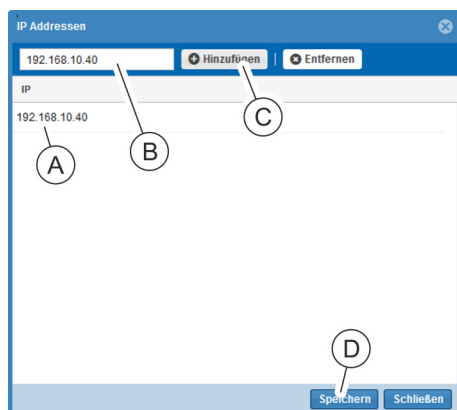 IP Addressen
192.168.10.40 Hinzufügen Entfernen
IP
192.168.10.40
A
B
C
D
Speichern Schließen